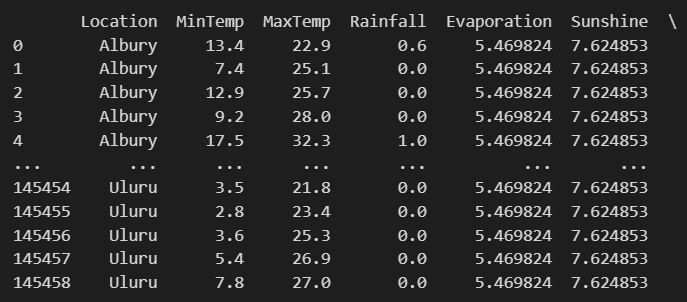 Location MinTemp MaxTemp Rainfall Evaporation Sunshine \
0 Albury 13.4 22.9 0.6 5.469824 7.624853
1 Albury 7.4 25.1 0.0 5.469824 7.624853
2 Albury 12.9 25.7 0.0 5.469824 7.624853
3 Albury 9.2 28.0 0.0 5.469824 7.624853
4 Albury 17.5 32.3 1.0 5.469824 7.624853
... ... ... ... ... ... ...
145454 Uluru 3.5 21.8 0.0 5.469824 7.624853
145455 Uluru 2.8 23.4 0.0 5.469824 7.624853
145456 Uluru 3.6 25.3 0.0 5.469824 7.624853
145457 Uluru 5.4 26.9 0.0 5.469824 7.624853
145458 Uluru 7.8 27.0 0.0 5.469824 7.624853